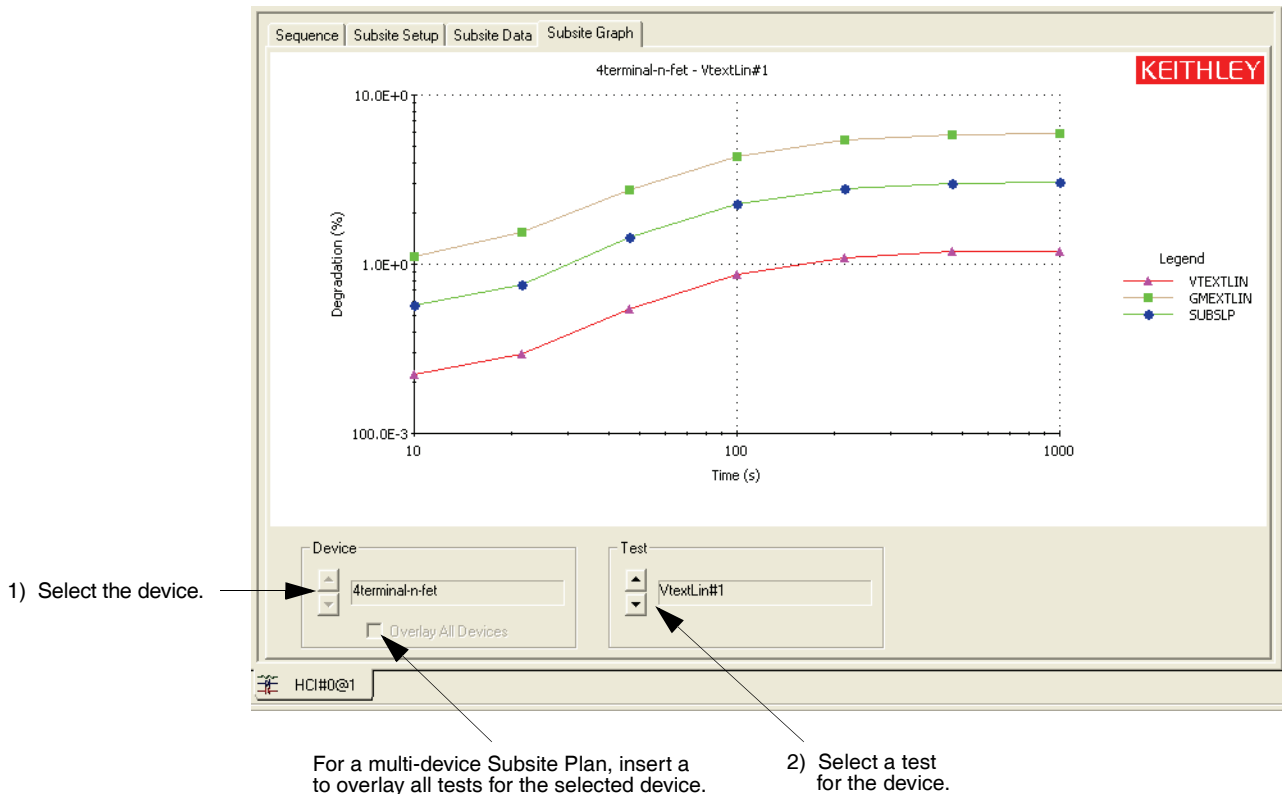 Sequence
Subsite Setup
Subsite Data
Subsite Graph
4terminal-n-fet - VtextLin#1
KEITHLEY
10.0E+0
1.0E+0
100.0E-3
Degradation (%)
10
100
1000
Time (s)
Legend
VTEXTLIN
GMEXTLIN
SUBSLP
Device
4terminal-n-fet
Overlay All Devices
Test
VtextLin#1
1) Select the device.
HCI#0@1
For a multi-device Subsite Plan, insert a
to overlay all tests for the selected device.
2) Select a test
for the device.